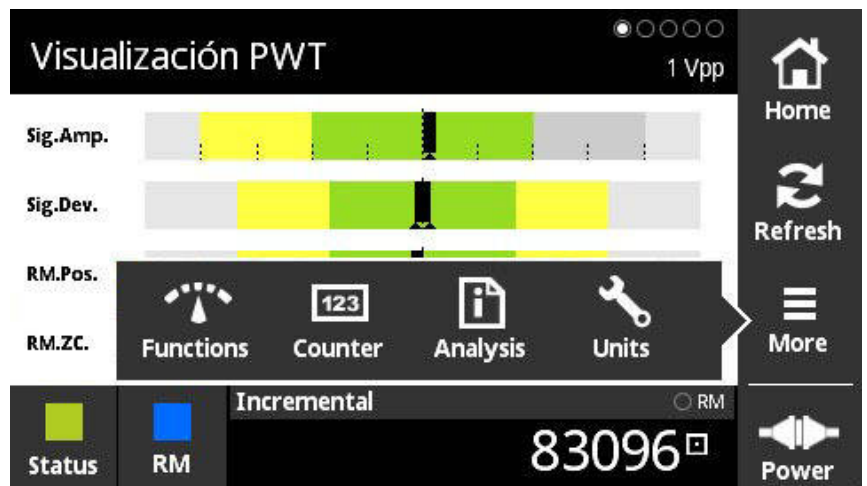 Visualización PWT
1 Vpp
Home
Sig.Amp.
Refresh
Sig.Dev.
RM.Pos.
123
Functions Counter Analysis Units
More
RM.ZC.
Incremental
RM
83096
Status RM
Power